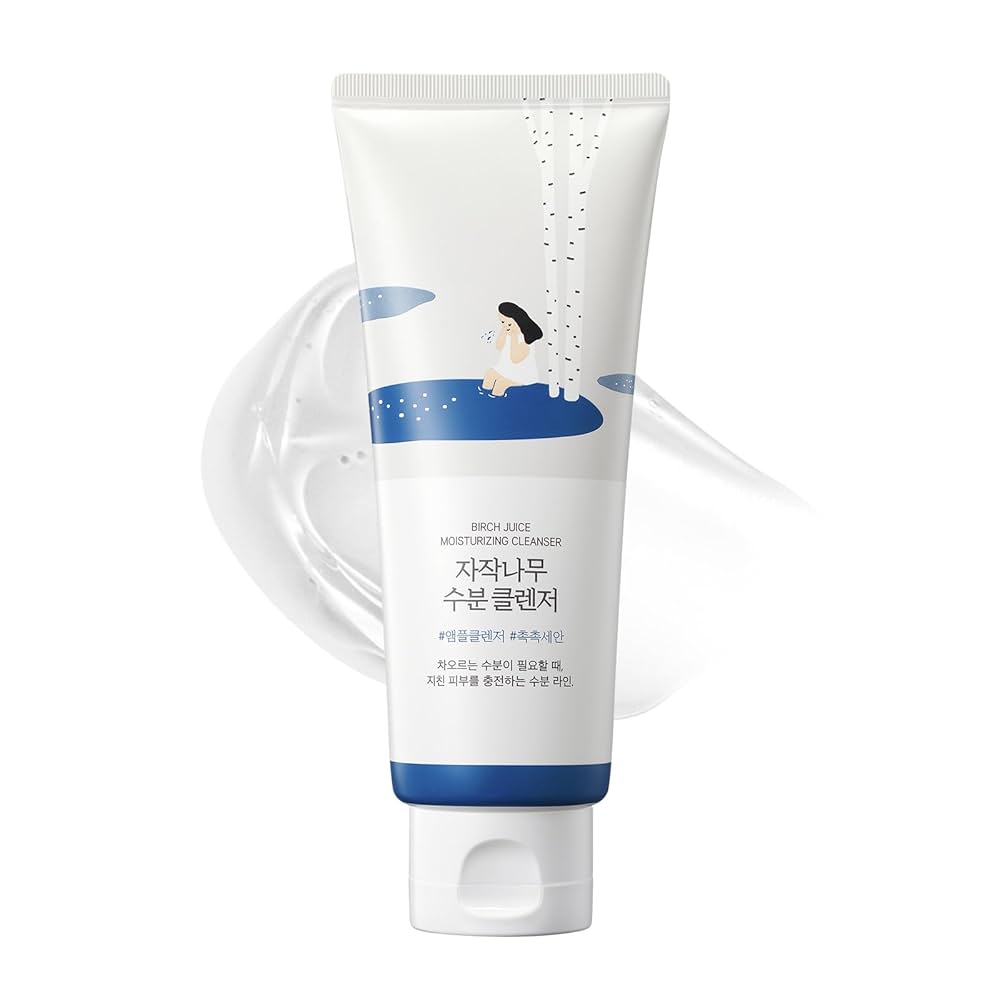 BIRCH JUICE
MOISTURIZING CLEANSER
자작나무
수분 클렌저
#앰플클렌저 #촉촉세안
차오르는 수분이 필요할 때,
지친 피부를 충전하는 수분 라인.